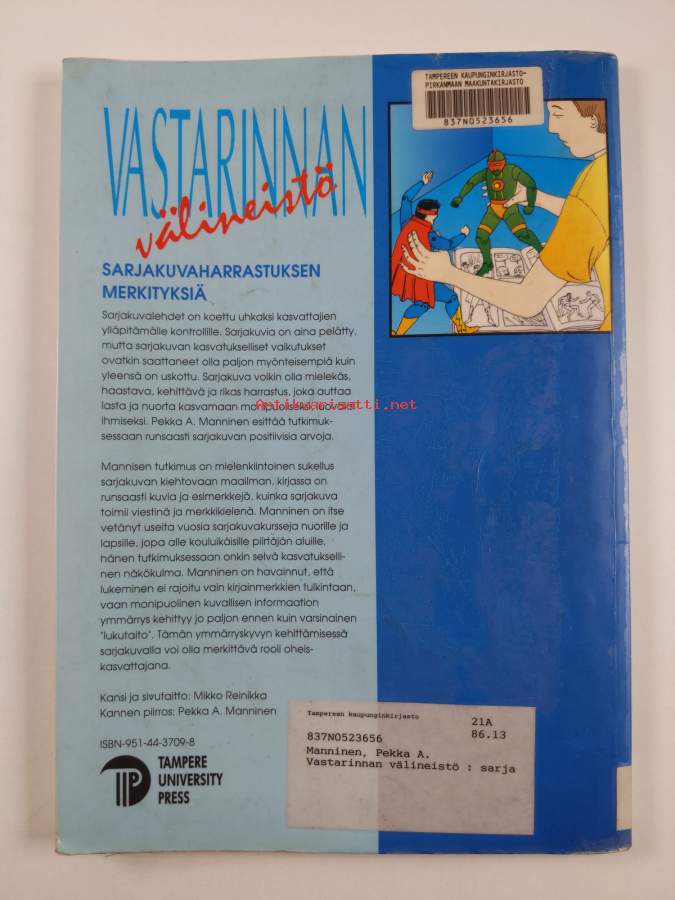 TAMPEREEN KAUPUNGINKIRJASTO-
PIRKANMAAN MAAKUNTAKIRJASTO
837N0523656
VASTARINNAN
välineistö
SARJAKUVAHARRASTUKSEN
MERKITYKSIÄ
Sarjakuvalehdet on koettu uhkaksi kasvattajien
ylläpitämälle kontrollille. Sarjakuvia on aina pelätty,
mutta sarjakuvan kasvatukselliset vaikutukset
ovatkin saattaneet olla paljon myönteisempiä kuin
yleensä on uskottu. Sarjakuva voikin olla mielekäs,
haastava, kehittävä ja rikas harrastus, joka auttaa
lasta ja nuorta kasvamaan
Antikvariaatti.net
ihmiseksi. Pekka A. Manninen esittää tutkimuk-
sessaan runsaasti sarjakuvan positiivisia arvoja.
Mannisen tutkimus on mielenkiintoinen sukellus
sarjakuvan kiehtovaan maailman, kirjassa on
runsaasti kuvia ja esimerkkejä, kuinka sarjakuva
toimii viestinä ja merkkikielenä. Manninen on itse
vetänyt useita vuosia sarjakuvakursseja nuorille ja
lapsille, jopa alle kouluikäisille piirtäjän aluille,
hänen tutkimuksessaan onkin selvä kasvatukselli-
nen näkökulma. Manninen on havainnut, että
lukeminen ei rajoitu vain kirjainmerkkien tulkintaan,
vaan monipuolinen kuvallisen informaation
ymmärrys kehittyy jo paljon ennen kuin varsinainen
"lukutaito". Tämän ymmärryskyvyn kehittämisessä
sarjakuvalla voi olla merkittävä rooli oheis-
kasvattajana.
Kansi ja sivutaitto: Mikko Reinikka
Kannen piirros: Pekka A. Manninen
ISBN-951-44-3709-8
TAMPERE
UNIVERSITY
PRESS
Tampereen kaupunginkirjasto
21A
837N0523656 86.13
Manninen, Pekka A.
Vastarinnan välineistö : sarja